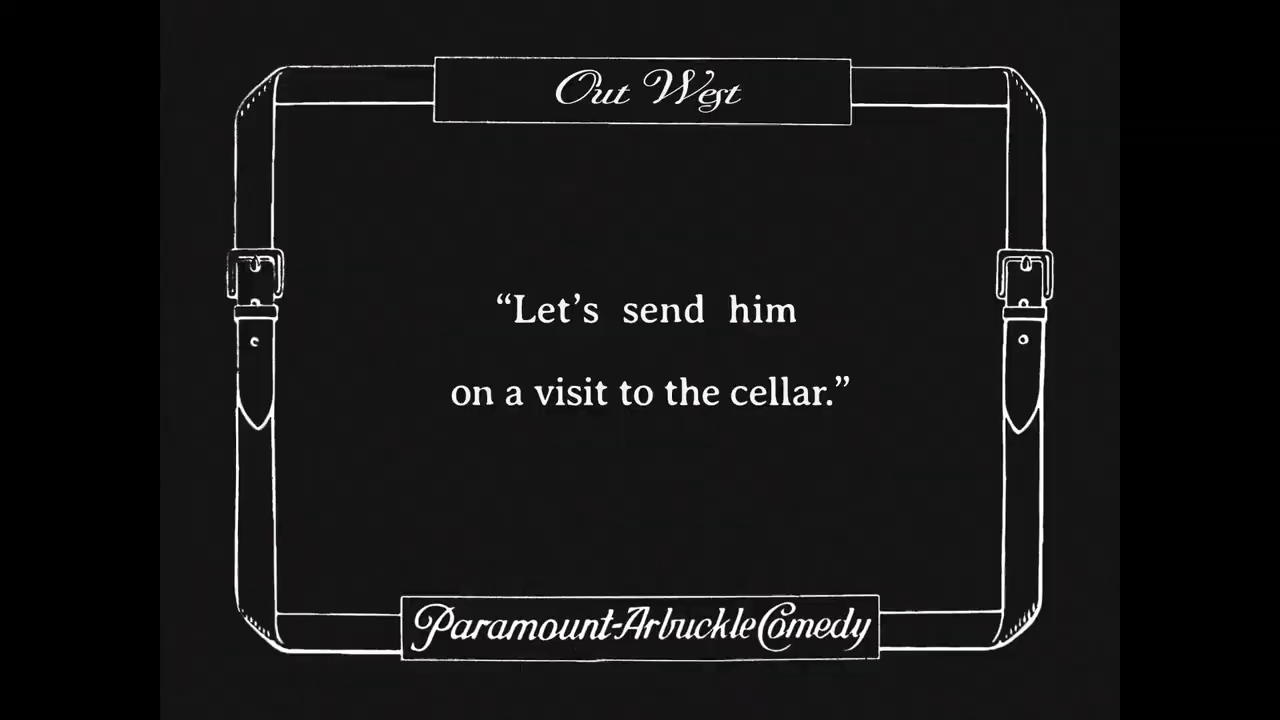 Out West
“Let’s send him
on a visit to the cellar.”
Paramount-Arbuckle Comedy